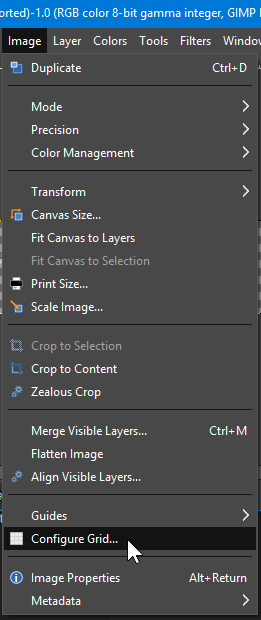 orted)-1.0 (RGB color 8-bit gamma integer, GIMP
Image Layer Colors Tools Filters Window
Duplicate Ctrl+D
Mode
Precision
Color Management
Transform
Canvas Size...
Fit Canvas to Layers
Fit Canvas to Selection
Print Size...
Scale Image...
Crop to Selection
Crop to Content
Zealous Crop
Merge Visible Layers... Ctrl+M
Flatten Image
Align Visible Layers...
Guides
Configure Grid...
Image Properties Alt+Return
Metadata